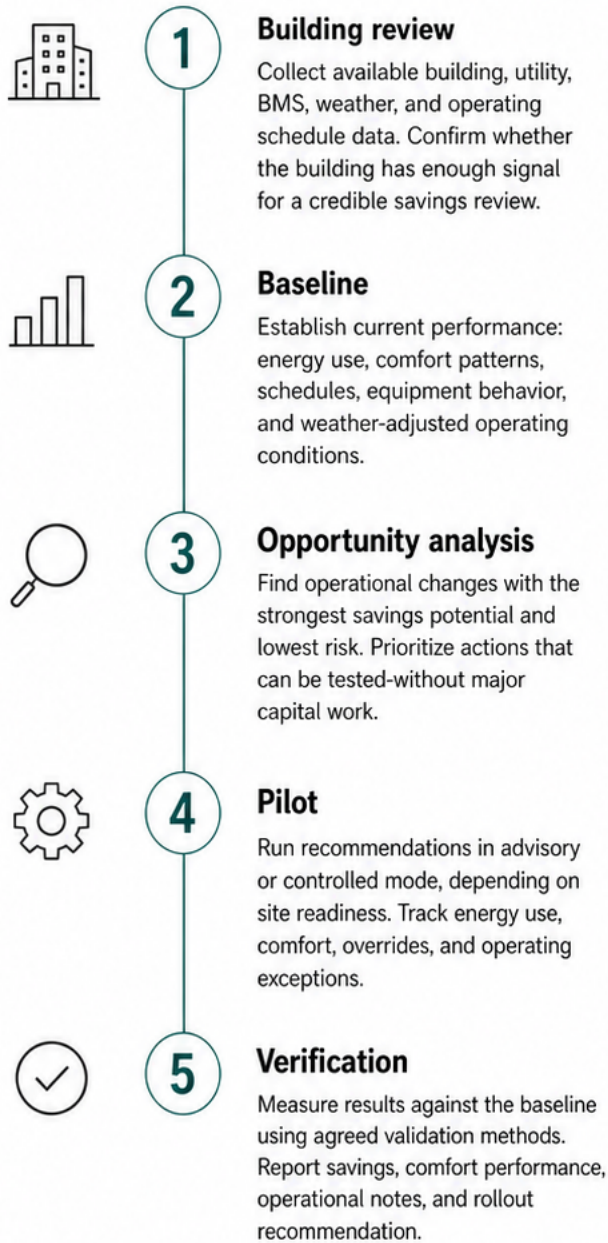 1
Building review
Collect available building, utility,
BMS, weather, and operating
schedule data. Confirm whether
the building has enough signal
for a credible savings review.
2
Baseline
Establish current performance:
energy use, comfort patterns,
schedules, equipment behavior,
and weather-adjusted operating
conditions.
3
Opportunity analysis
Find operational changes with the
strongest savings potential and
lowest risk. Prioritize actions that
can be tested-without major
capital work.
4
Pilot
Run recommendations in advisory
or controlled mode, depending on
site readiness. Track energy use,
comfort, overrides, and operating
exceptions.
5
Verification
Measure results against the baseline
using agreed validation methods.
Report savings, comfort performance,
operational notes, and rollout
recommendation.